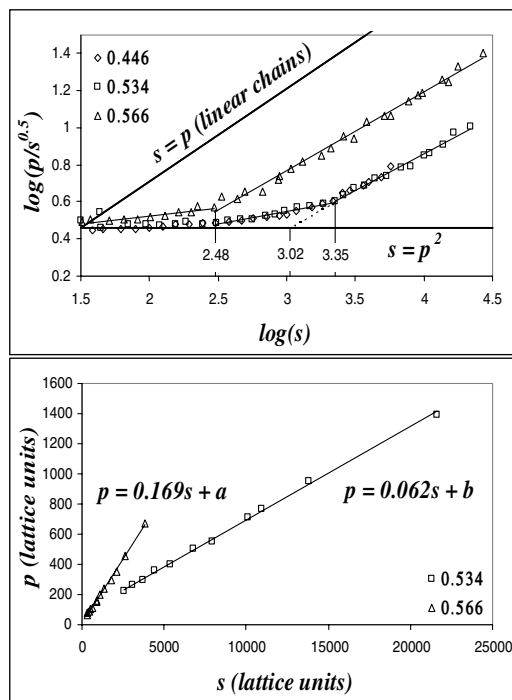 log(p/s^0.5)
1.4
1.2
1
0.8
0.6
0.4
0.2
0.446
0.534
0.566
s = p (linear chains)
2.48
3.02
3.35
s = p^2
1.5 2 2.5 3 3.5 4 4.5
log(s)
p (lattice units)
1600
1400
1200
1000
800
600
400
200
0
p = 0.169s + a
p = 0.062s + b
0.534
0.566
0 5000 10000 15000 20000 25000
s (lattice units)